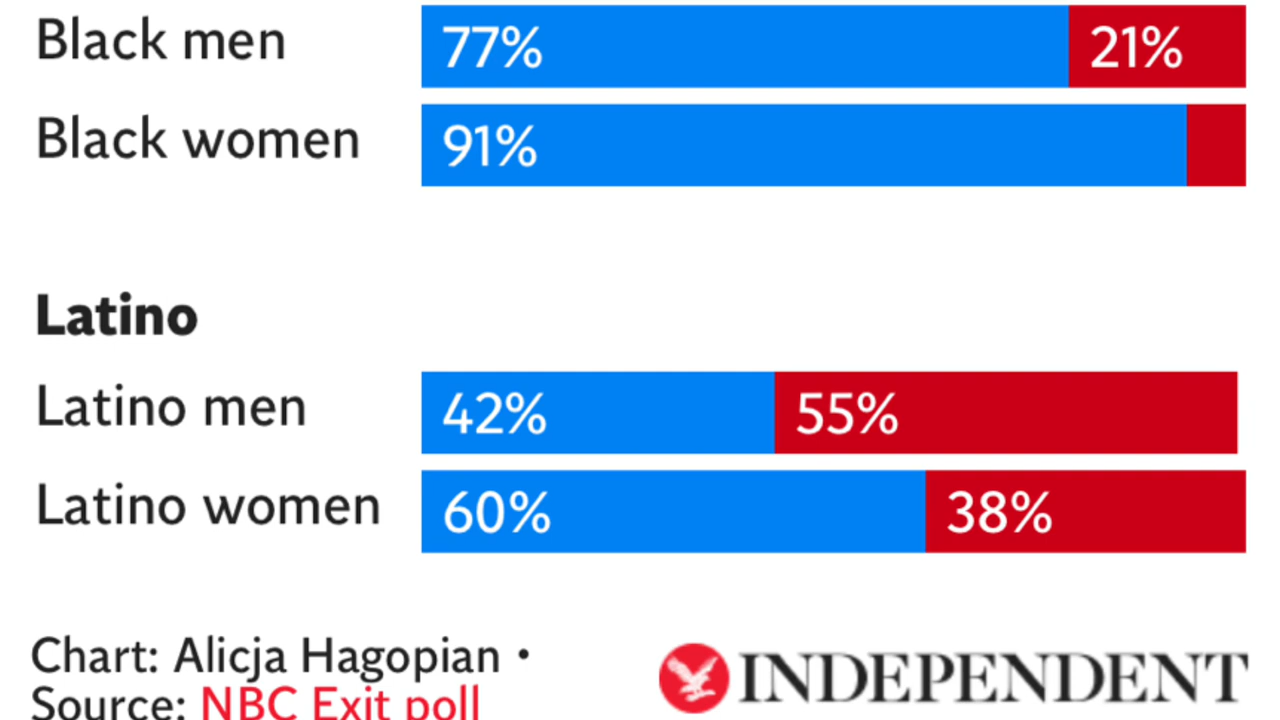 Black men 77% 21%
Black women 91%
Latino
Latino men 42% 55%
Latino women 60% 38%
Chart: Alicja Hagopian •
Source: NBC Exit poll
INDEPENDENT